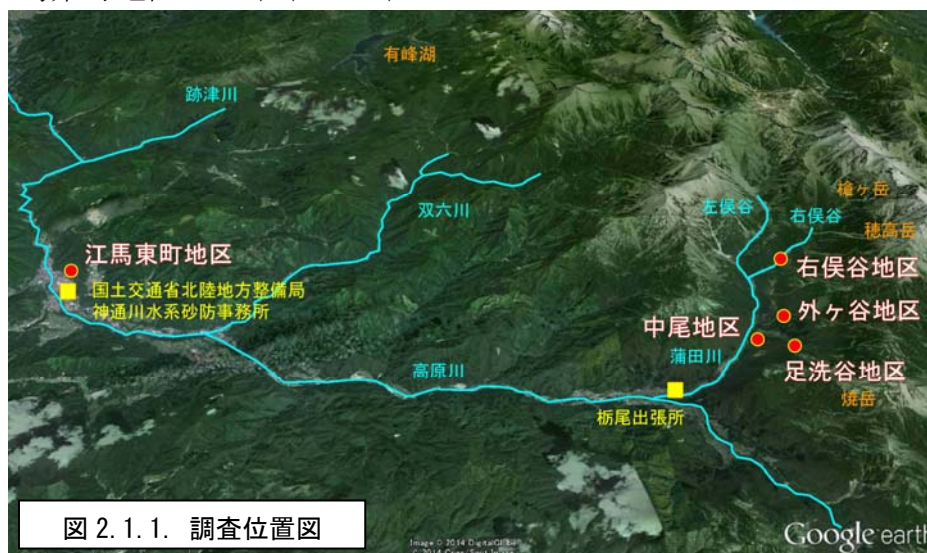 有峰湖
跡津川
双六川
左俣谷
右俣谷
槍ヶ岳
穂高岳
江馬東町地区
国土交通省北陸地方整備局
神通川水系砂防事務所
右俣谷地区
外ヶ谷地区
中尾地区
蒲田川
足洗谷地区
焼岳
高原川
栃尾出張所
図 2.1.1. 調査位置図
Image © 2014 DigitalGlobe
Google earth